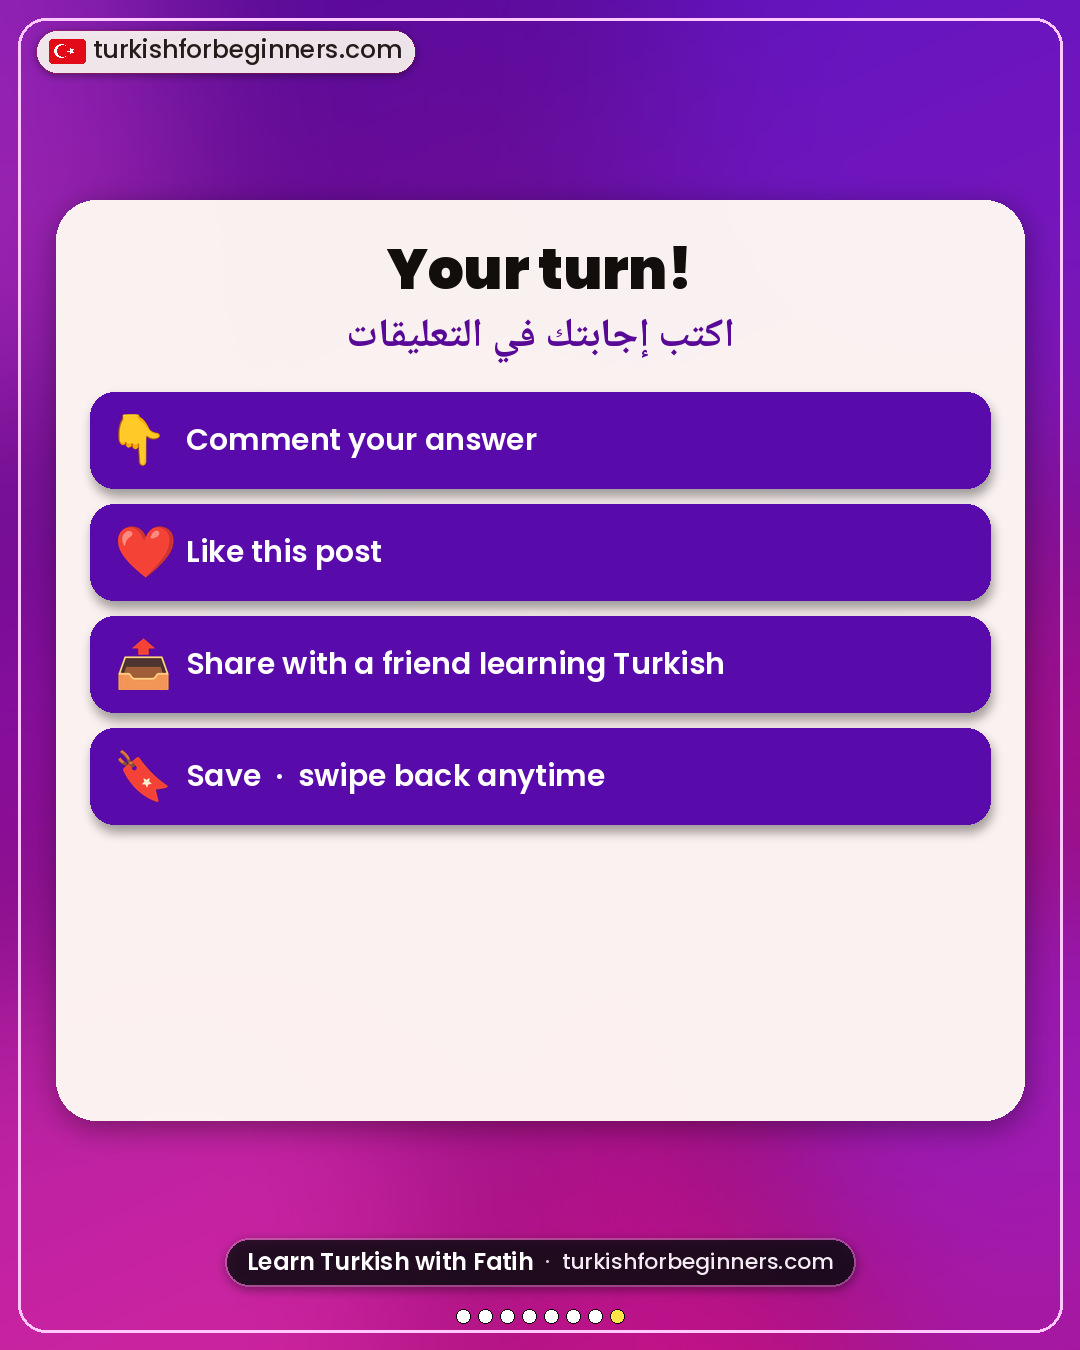 turkishforbeginners.com
Your turn!
اكتب إجابتك في التعليقات
Comment your answer
Like this post
Share with a friend learning Turkish
Save · swipe back anytime
Learn Turkish with Fatih · turkishforbeginners.com